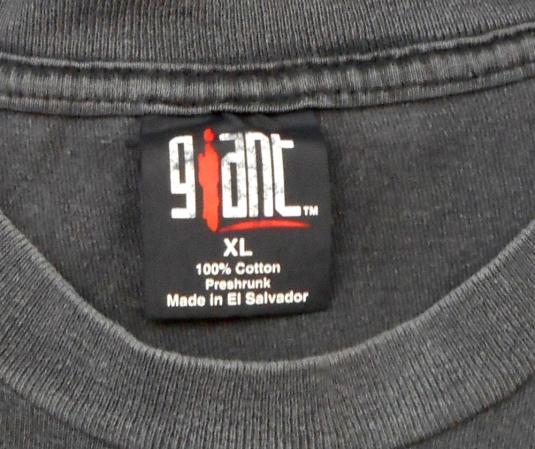 giant™
XL
100% Cotton
Preshrunk
Made in El Salvador